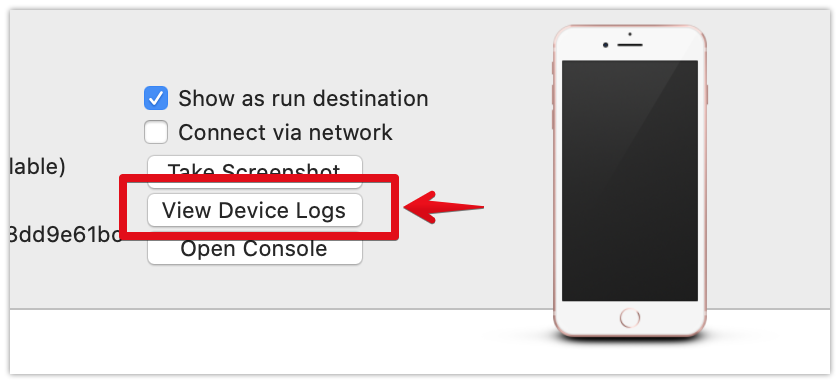 Show as run destination
Connect via network
lable)
Take Screenshot
View Device Logs
3dd9e61bc
Open Console